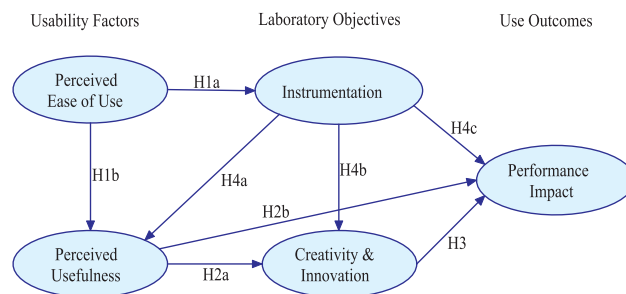 Usability Factors
Laboratory Objectives
Use Outcomes
Perceived
Ease of Use
H1a
Instrumentation
H4c
H1b
H4a
H4b
Performance
Impact
H2b
Perceived
Usefulness
H2a
Creativity &
Innovation
H3